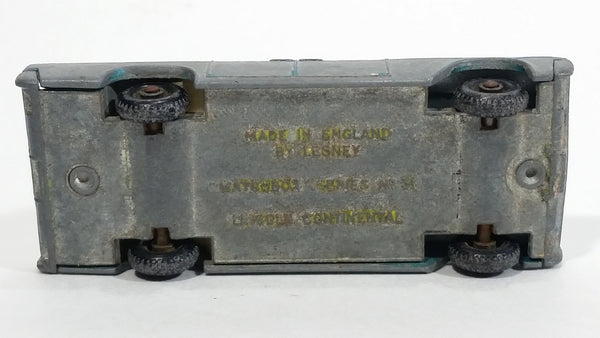 MADE IN ENGLAND
BY LESNEY
"MATCHBOX" SERIES Nº 31
LINCOLN CONTINENTAL